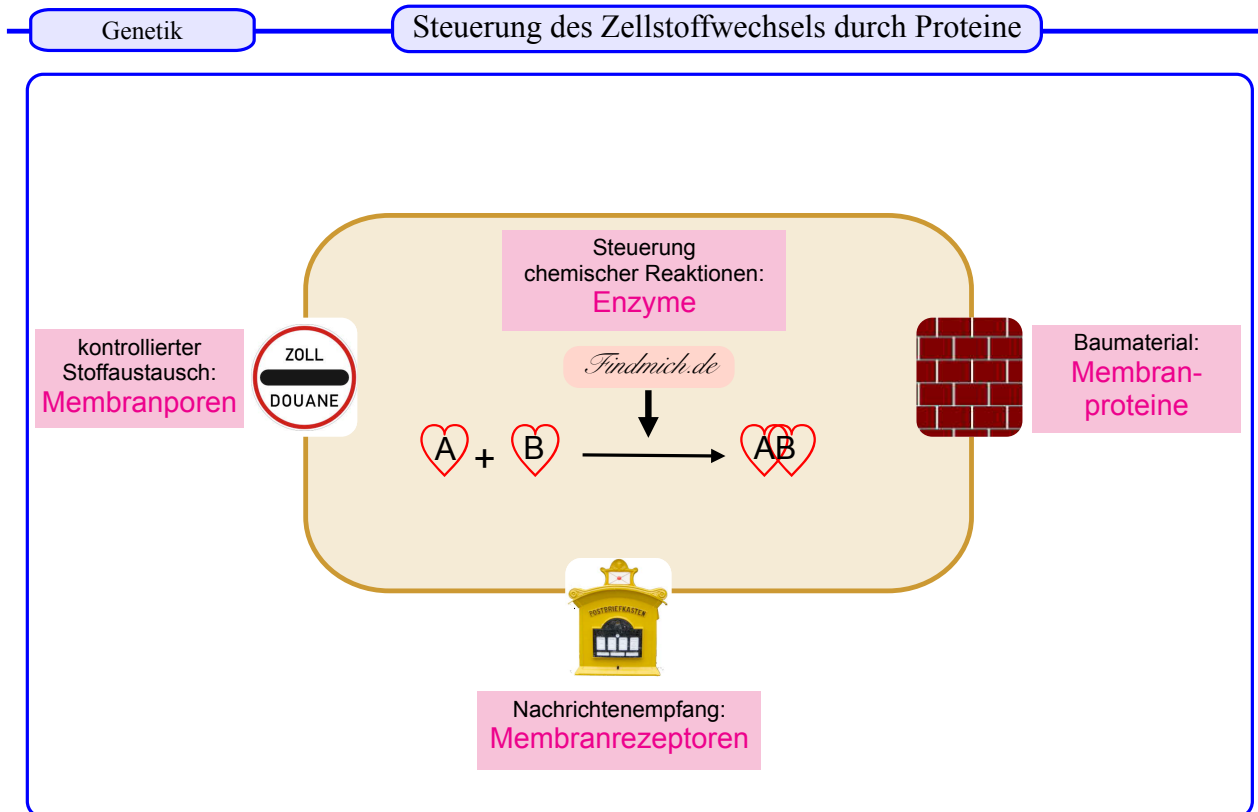 Genetik
Steuerung des Zellstoffwechsels durch Proteine
Steuerung
chemischer Reaktionen:
Enzyme
kontrollierter
Stoffaustausch:
Membranporen
ZOLL
DOUANE
Findmich.de
Baumaterial:
Membran-
proteine
A + B AB
POSTBRIEFKASTEN
Nachrichtenempfang:
Membranrezeptoren